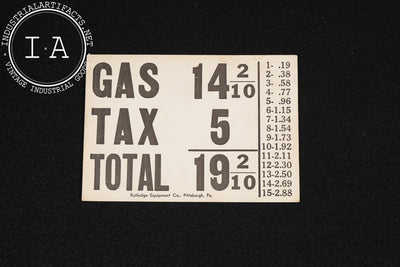 INDUSTRIALARTIFACTS.NET
I·A
VINTAGE INDUSTRIAL GOODS
GAS 14 2/10
TAX 5
TOTAL 19 2/10
1- .19
2- .38
3- .58
4- .77
5- .96
6-1.15
7-1.34
8-1.54
9-1.73
10-1.92
11-2.11
12-2.30
13-2.50
14-2.69
15-2.88
Rutledge Equipment Co., Pittsburgh, Pa.